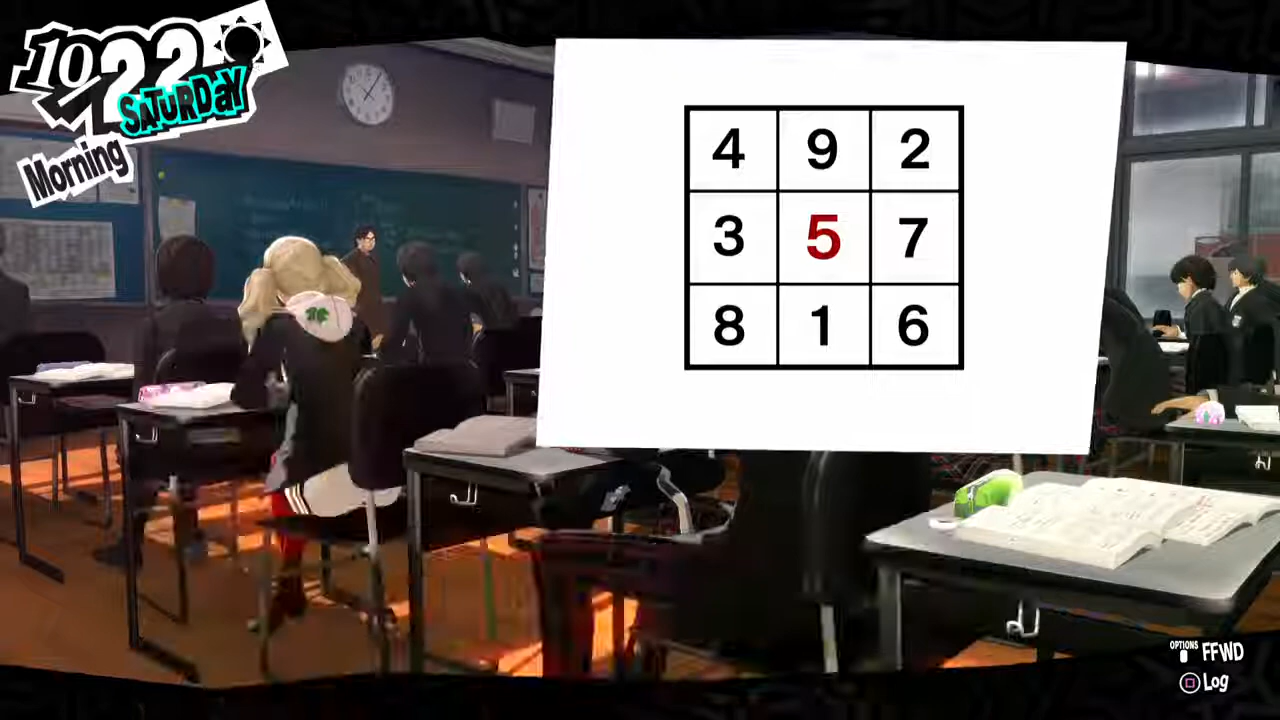 10/22
SATURDAY
Morning
4 9 2
3 5 7
8 1 6
OPTIONS FFWD
Log